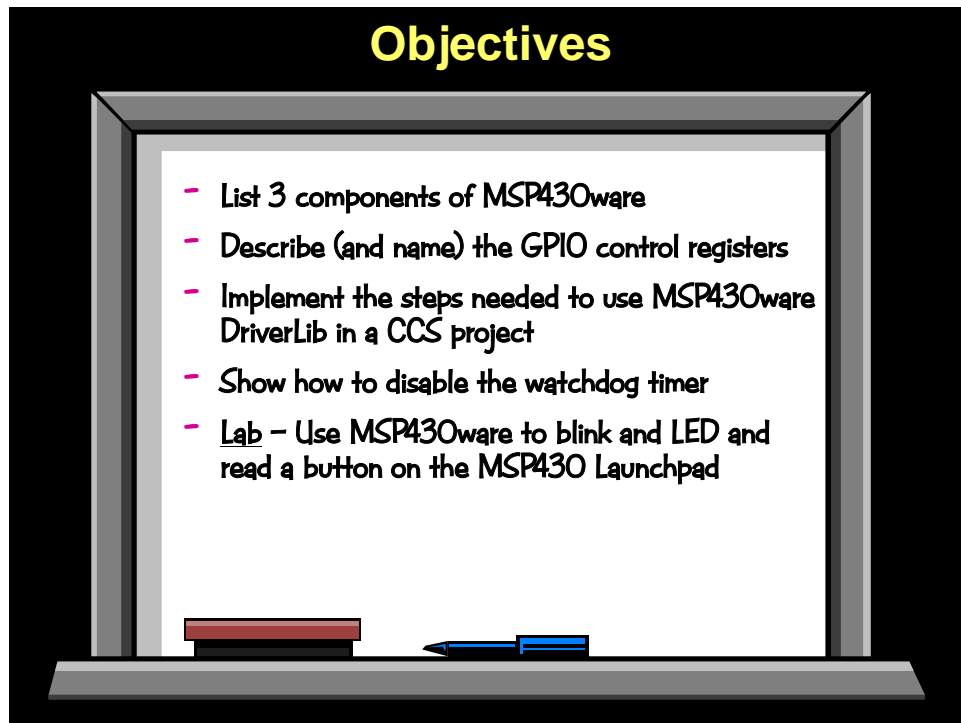 Objectives
- List 3 components of MSP430ware
- Describe (and name) the GPIO control registers
- Implement the steps needed to use MSP430ware
DriverLib in a CCS project
- Show how to disable the watchdog timer
- Lab – Use MSP430ware to blink and LED and
read a button on the MSP430 Launchpad